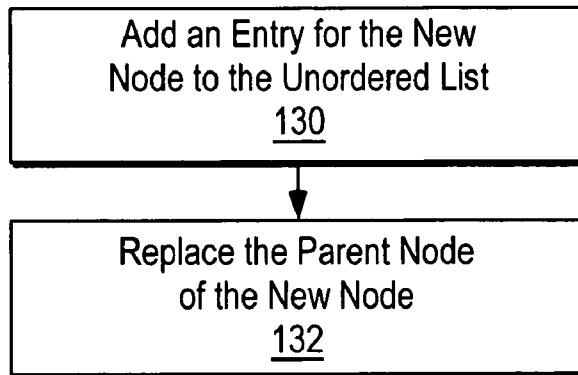 Add an Entry for the New
Node to the Unordered List
130
Replace the Parent Node
of the New Node
132